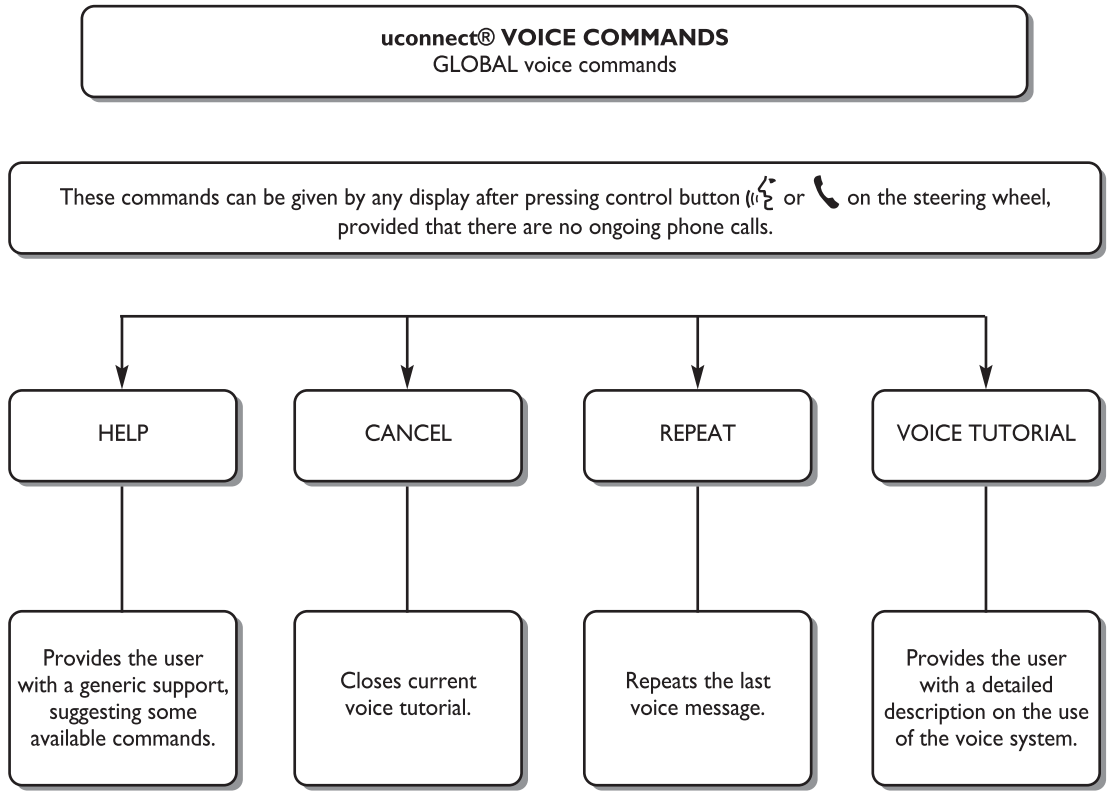 uconnect® VOICE COMMANDS
GLOBAL voice commands
These commands can be given by any display after pressing control button or on the steering wheel,
provided that there are no ongoing phone calls.
HELP
CANCEL
REPEAT
VOICE TUTORIAL
Provides the user
with a generic support,
suggesting some
available commands.
Closes current
voice tutorial.
Repeats the last
voice message.
Provides the user
with a detailed
description on the use
of the voice system.